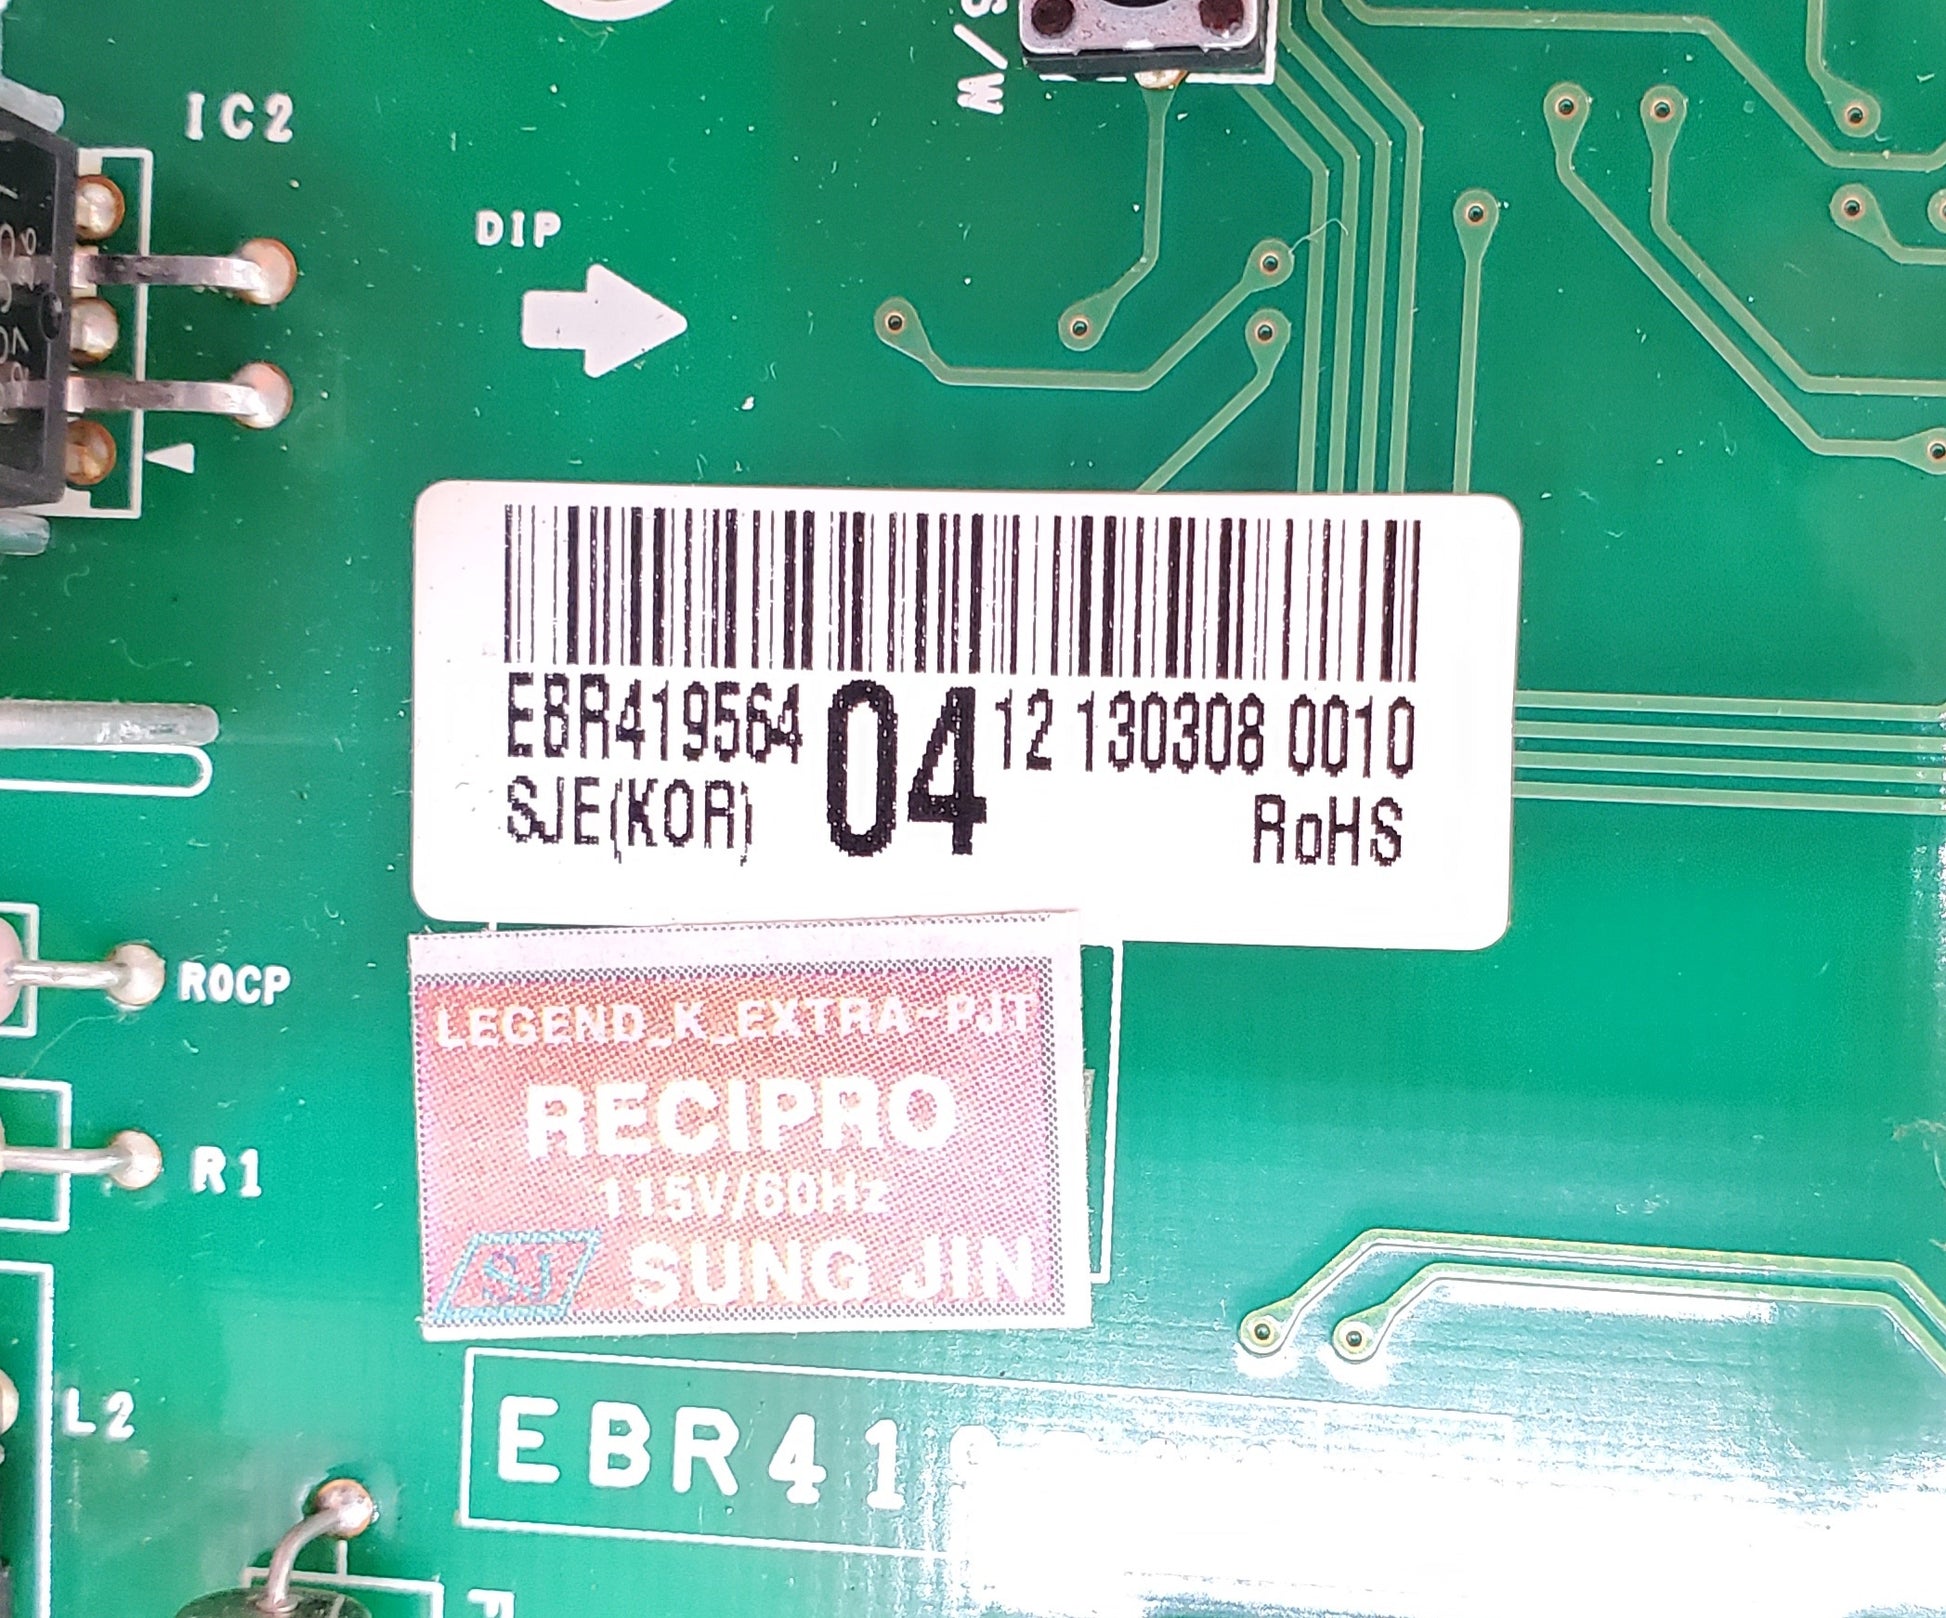 M/S
IC2
DIP
EBR419564 04 12 130308 0010
SJE(KOR) RoHS
ROCP
LEGEND_K_EXTRA-PJT
RECIPRO
R1
115V/60Hz
SJ SUNG JIN
L2
EBR41